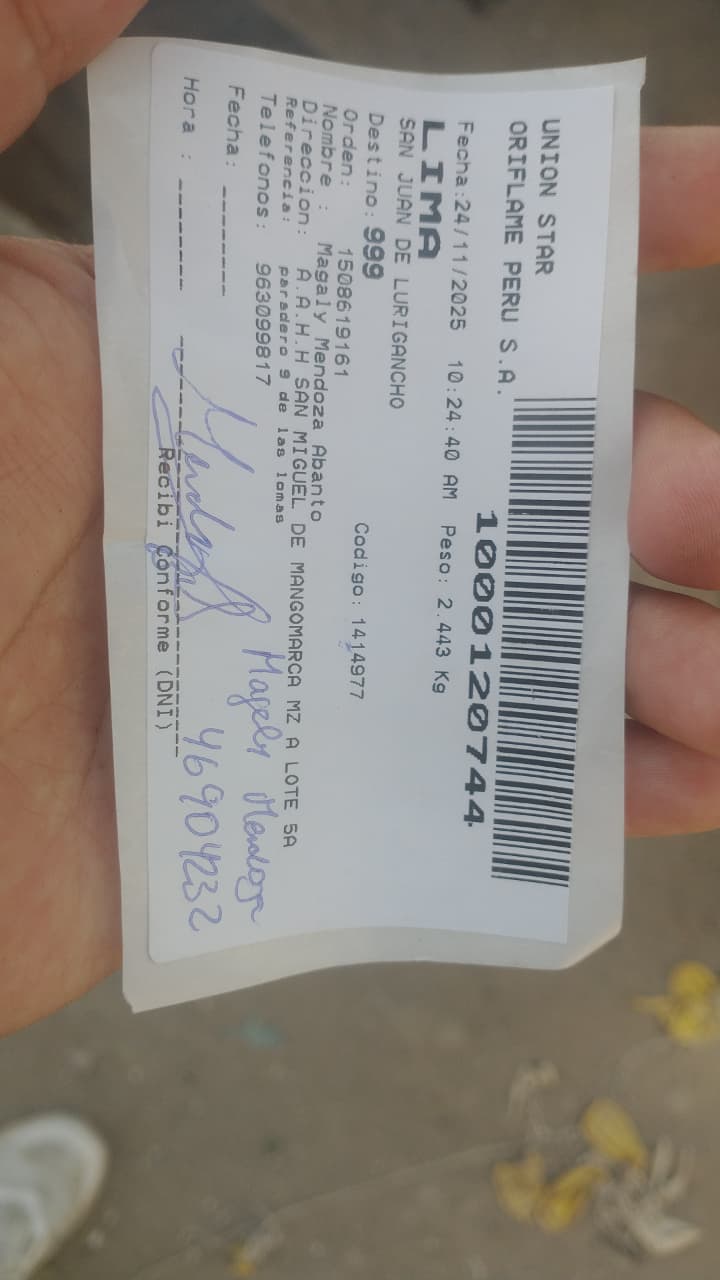 UNION STAR
ORIFLAME PERU S.A.
1000120744
Fecha:24/11/2025 10:24:40 AM Peso: 2.443 Kg
LIMA
SAN JUAN DE LURIGANCHO
Destino: 999
Orden: 1508619161 Codigo: 1414977
Nombre : Magaly Mendoza Abanto
Direccion: A.A.H.H SAN MIGUEL DE MANGOMARCA MZ A LOTE 5A
Referencia: paradero 9 de las lomas
Telefonos: 963099817
Magaly Mendoza
Fecha: -------
46904232
Hora : --------
Recibi Conforme (DNI)